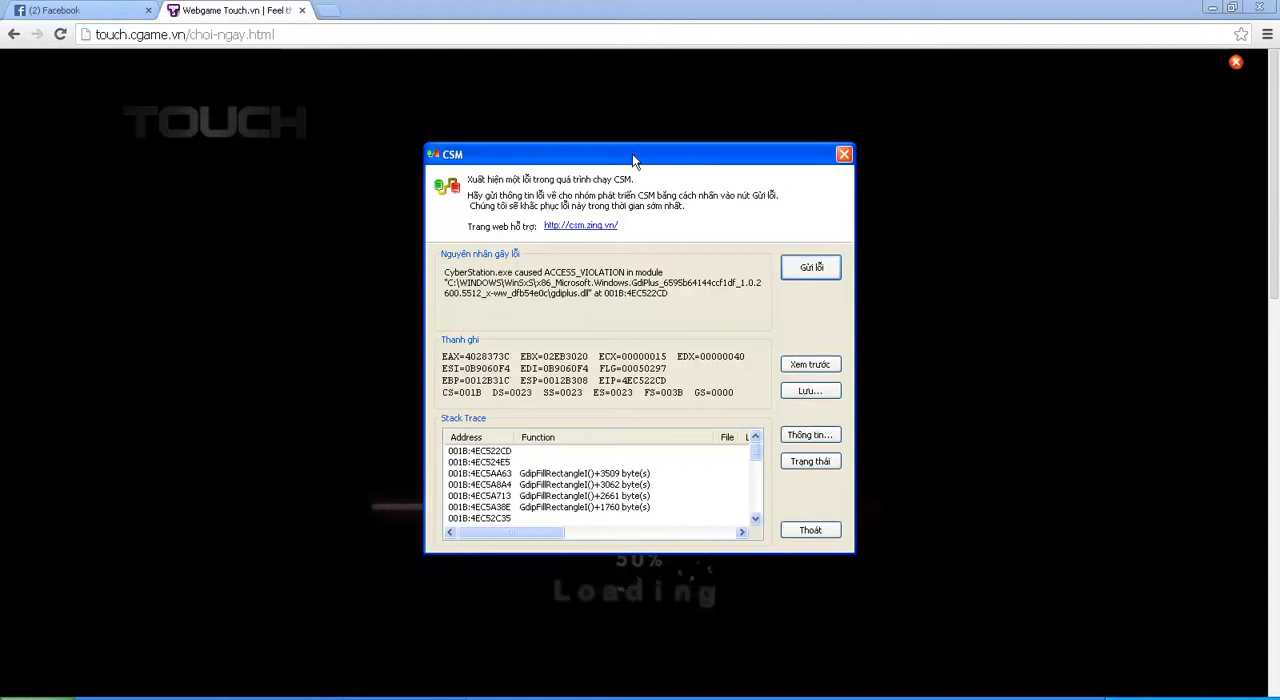 (2) Facebook
Webgame Touch.vn | Feel th
touch.cgame.vn/choi-ngay.html
TOUCH
CSM
Xuất hiện một lỗi trong quá trình chạy CSM.
Hãy gửi thông tin lỗi về cho nhóm phát triển CSM bằng cách nhấn vào nút Gửi lỗi.
Chúng tôi sẽ khắc phục lỗi này trong thời gian sớm nhất.
Trang web hỗ trợ: http://csm.zing.vn/
Nguyên nhân gây lỗi
CyberStation.exe caused ACCESS_VIOLATION in module
"C:\WINDOWS\WinSxS\x86_Microsoft.Windows.GdiPlus_6595b64144ccf1df_1.0.2
600.5512_x-ww_dfb54e0c\gdiplus.dll" at 001B:4EC522CD
Gửi lỗi
Thanh ghi
EAX=4028373C EBX=02EB3020 ECX=00000015 EDX=00000040
ESI=0B9060F4 EDI=0B9060F4 FLG=00050297
EBP=0012B31C ESP=0012B308 EIP=4EC522CD
CS=001B DS=0023 SS=0023 ES=0023 FS=003B GS=0000
Xem trước
Lưu...
Stack Trace
Address Function File L
001B:4EC522CD
001B:4EC524E5
001B:4EC5AA63 GdipFillRectangleI()+3509 byte(s)
001B:4EC5A8A4 GdipFillRectangleI()+3062 byte(s)
001B:4EC5A713 GdipFillRectangleI()+2661 byte(s)
001B:4EC5A38E GdipFillRectangleI()+1760 byte(s)
001B:4EC52C35
Thông tin...
Trạng thái
Thoát
50%
Loading